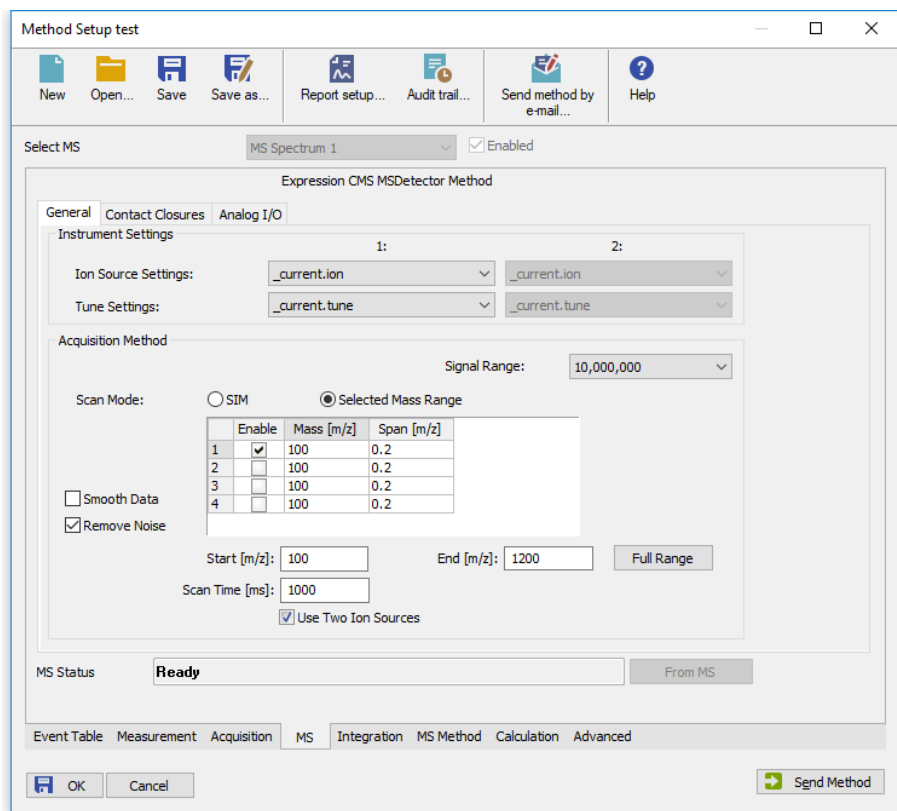 Method Setup test
New Open... Save Save as... Report setup... Audit trail... Send method by e-mail... Help
Select MS MS Spectrum 1 Enabled
Expression CMS MSDetector Method
General Contact Closures Analog I/O
Instrument Settings
1: 2:
Ion Source Settings: _current.ion _current.ion
Tune Settings: _current.tune _current.tune
Acquisition Method
Signal Range: 10,000,000
Scan Mode: SIM Selected Mass Range
Enable Mass [m/z] Span [m/z]
1 100 0.2
2 100 0.2
3 100 0.2
4 100 0.2
Smooth Data
Remove Noise
Start [m/z]: 100 End [m/z]: 1200 Full Range
Scan Time [ms]: 1000
Use Two Ion Sources
MS Status Ready From MS
Event Table Measurement Acquisition MS Integration MS Method Calculation Advanced
OK Cancel Send Method